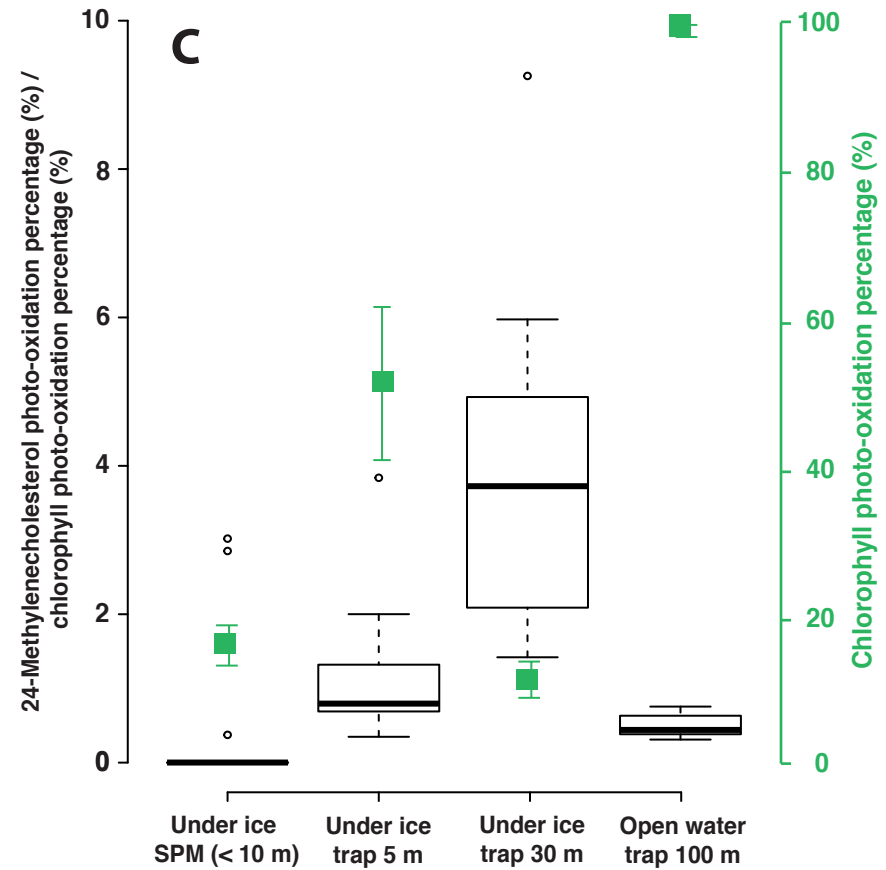 C
24-Methylenecholesterol photo-oxidation percentage (%) /
chlorophyll photo-oxidation percentage (%)
10
8
6
4
2
0
100
80
60
40
20
0
Chlorophyll photo-oxidation percentage (%)
Under ice
SPM (< 10 m)
Under ice
trap 5 m
Under ice
trap 30 m
Open water
trap 100 m